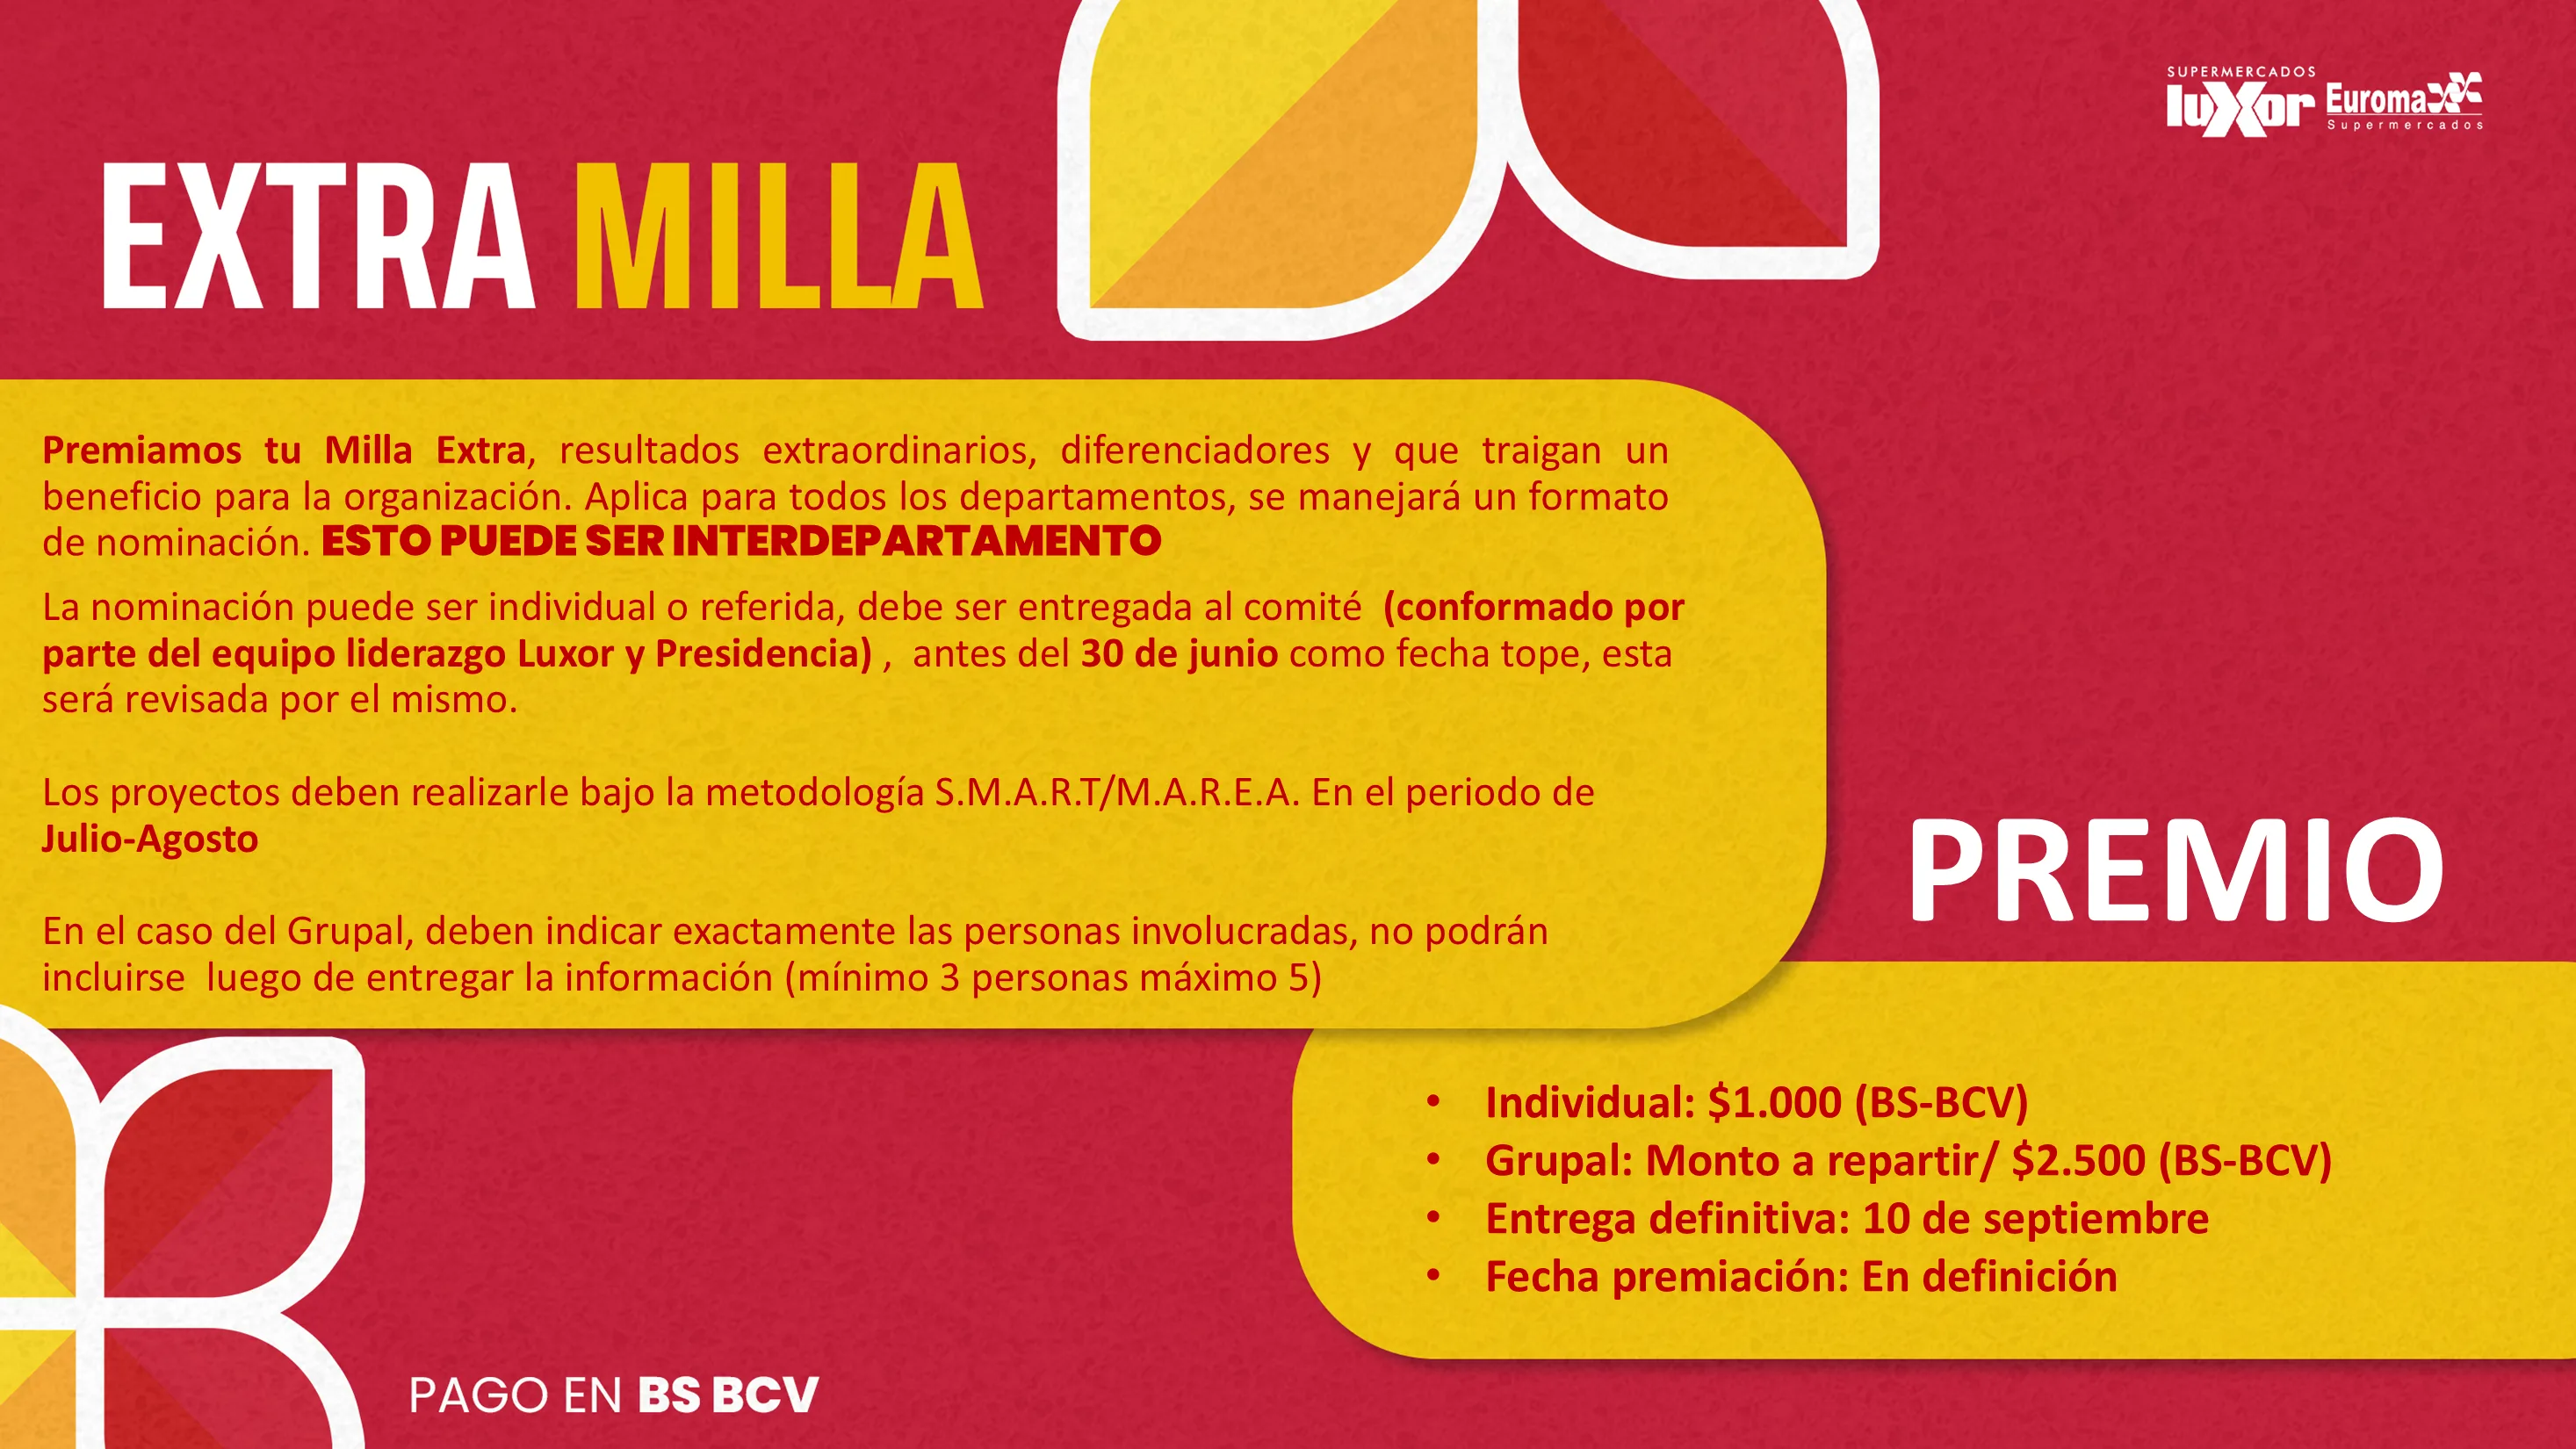 SUPERMERCADOS
luXor Euromaxx
Supermercados
EXTRA MILLA
Premiamos tu Milla Extra, resultados extraordinarios, diferenciadores y que traigan un
beneficio para la organización. Aplica para todos los departamentos, se manejará un formato
de nominación. ESTO PUEDE SER INTERDEPARTAMENTO
La nominación puede ser individual o referida, debe ser entregada al comité (conformado por
parte del equipo liderazgo Luxor y Presidencia) , antes del 30 de junio como fecha tope, esta
será revisada por el mismo.
Los proyectos deben realizarle bajo la metodología S.M.A.R.T/M.A.R.E.A. En el periodo de
Julio-Agosto
En el caso del Grupal, deben indicar exactamente las personas involucradas, no podrán
incluirse luego de entregar la información (mínimo 3 personas máximo 5)
PREMIO
• Individual: $1.000 (BS-BCV)
• Grupal: Monto a repartir/ $2.500 (BS-BCV)
• Entrega definitiva: 10 de septiembre
• Fecha premiación: En definición
PAGO EN BS BCV